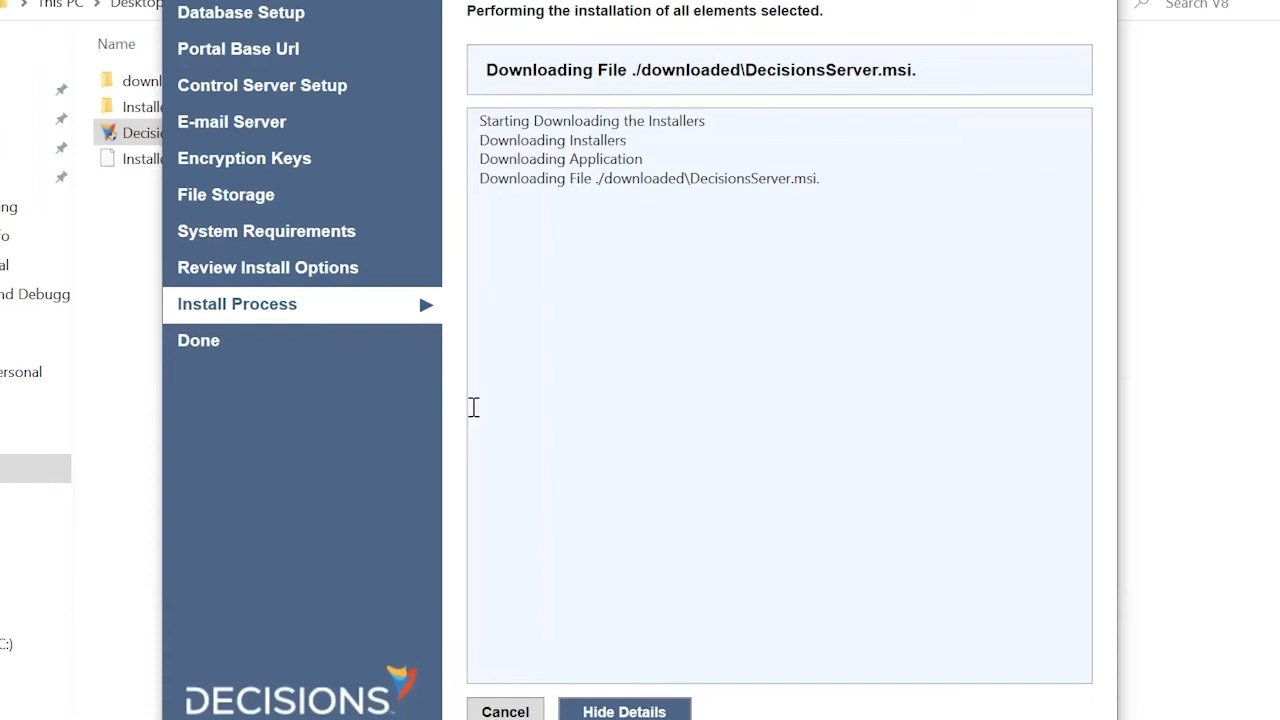 This PC > Desktop
Search V8
Name
Database Setup
Portal Base Url
Control Server Setup
E-mail Server
Encryption Keys
File Storage
System Requirements
Review Install Options
Install Process
Done
DECISIONS
Performing the installation of all elements selected.
Downloading File ./downloaded\DecisionsServer.msi.
Starting Downloading the Installers
Downloading Installers
Downloading Application
Downloading File ./downloaded\DecisionsServer.msi.
Cancel
Hide Details
downl
Installe
Decisio
Installe
ing
fo
al
nd Debugg
ersonal
C:)